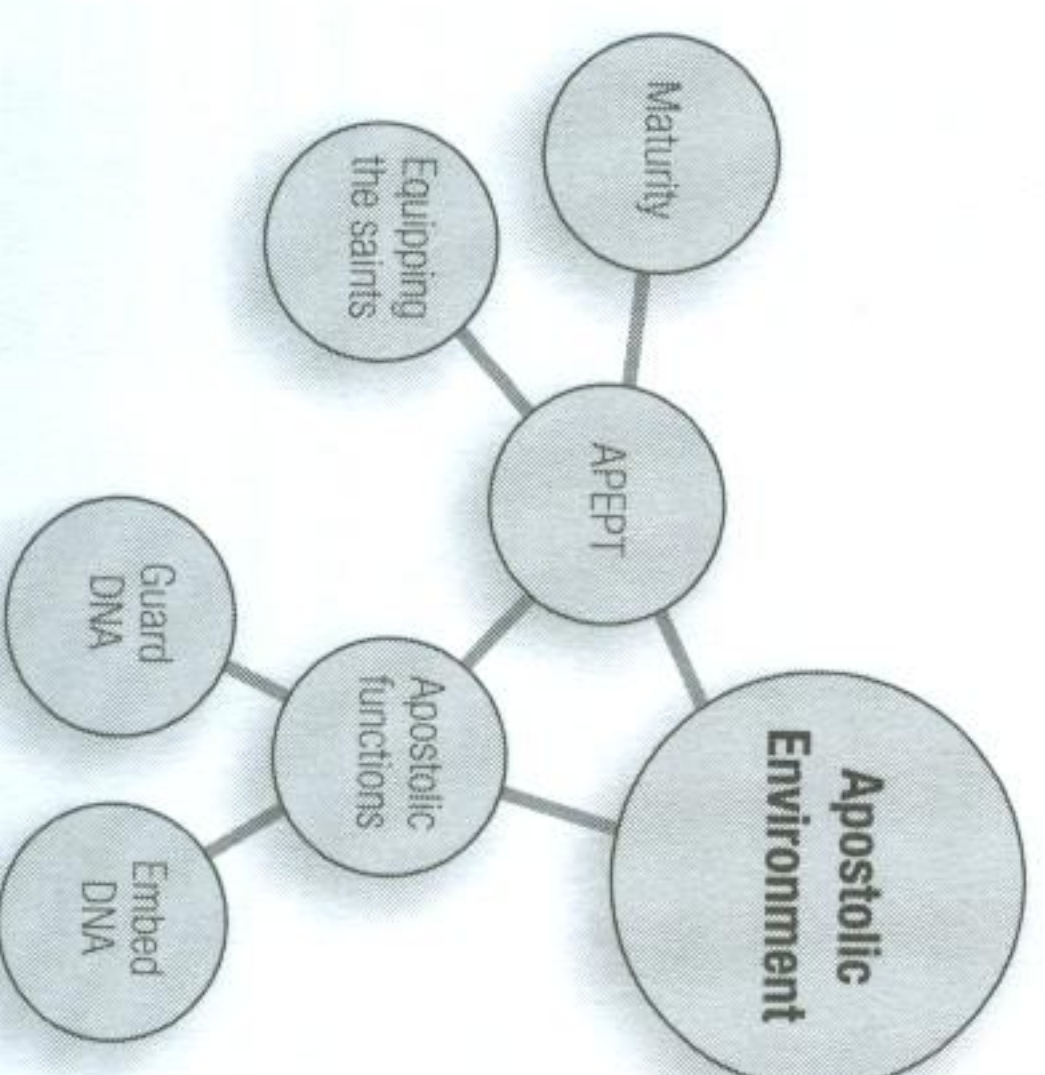 Maturity
Equipping
the saints
APEPT
Apostolic
Environment
Apostolic
functions
Guard
DNA
Embed
DNA